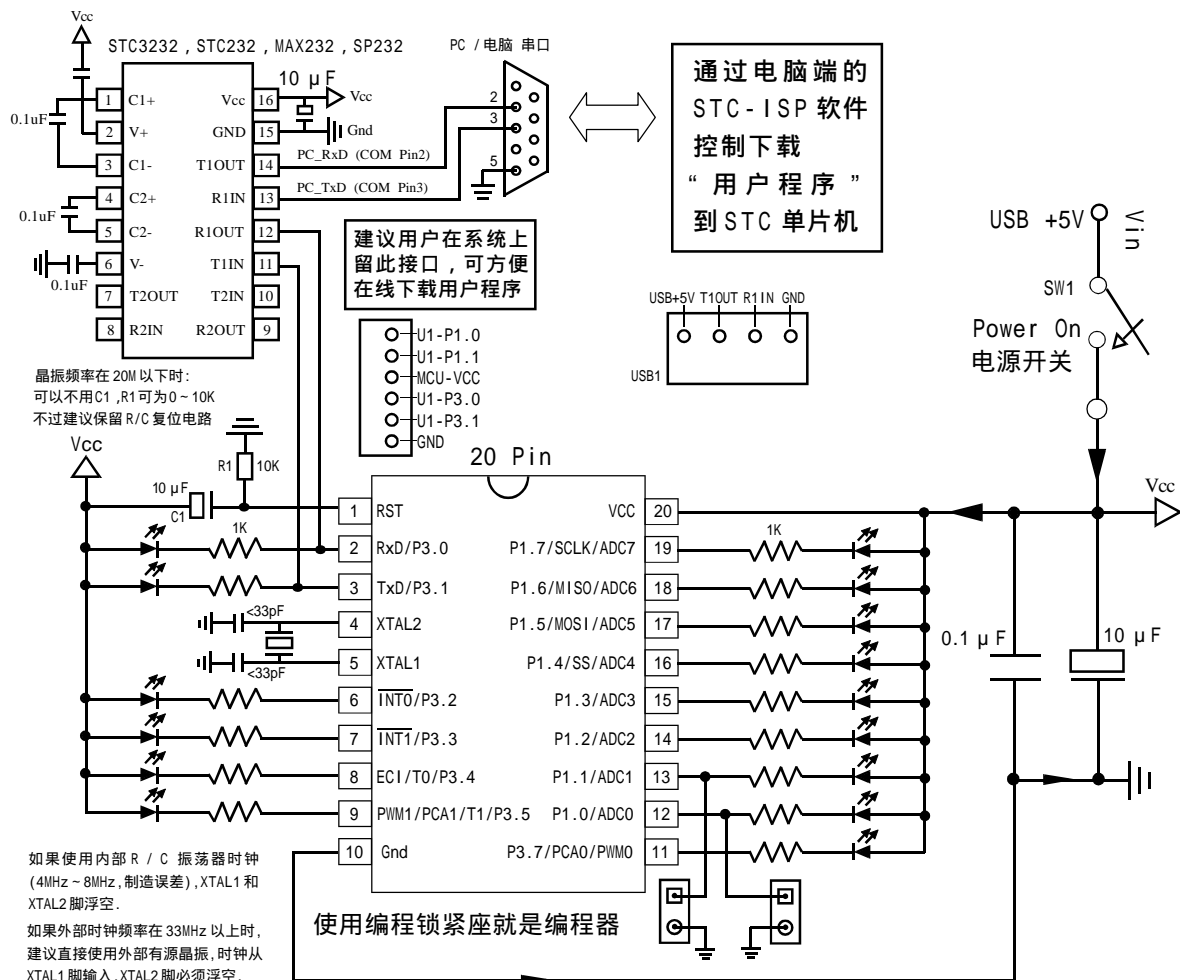 Vcc
STC3232 , STC232 , MAX232 , SP232
PC / 电脑 串口
10 μF
1 C1+ Vcc 16
Vcc
0.1uF
2 V+ GND 15
Gnd
3 C1- T1OUT 14
PC_RxD (COM Pin2)
4 C2+ R1IN 13
PC_TxD (COM Pin3)
0.1uF
5 C2- R1OUT 12
6 V- T1IN 11
0.1uF
7 T2OUT T2IN 10
8 R2IN R2OUT 9
2
3
5
通过电脑端的
STC-ISP 软件
控制下载
“ 用户程序 ”
到 STC 单片机
建议用户在系统上
留此接口 , 可方便
在线下载用户程序
U1-P1.0
U1-P1.1
MCU-VCC
U1-P3.0
U1-P3.1
GND
USB+5V T1OUT R1IN GND
USB1
USB +5V
Vin
SW1
Power On
电源开关
晶振频率在 20M 以下时:
可以不用C1 ,R1可为0 ~ 10K
不过建议保留 R/C 复位电路
Vcc
R1 10K
10 μF
C1
20 Pin
1 RST VCC 20
Vcc
1K
2 RxD/P3.0 P1.7/SCLK/ADC7 19
1K
3 TxD/P3.1 P1.6/MISO/ADC6 18
<33pF
4 XTAL2 P1.5/MOSI/ADC5 17
5 XTAL1 P1.4/SS/ADC4 16
<33pF
0.1 μF
10 μF
6 INT0/P3.2 P1.3/ADC3 15
7 INT1/P3.3 P1.2/ADC2 14
8 ECI/T0/P3.4 P1.1/ADC1 13
9 PWM1/PCA1/T1/P3.5 P1.0/ADC0 12
10 Gnd P3.7/PCA0/PWM0 11
使用编程锁紧座就是编程器
如果使用内部 R / C 振荡器时钟
(4MHz ~ 8MHz,制造误差),XTAL1 和
XTAL2 脚浮空.
如果外部时钟频率在 33MHz 以上时,
建议直接使用外部有源晶振,时钟从
XTAL1 脚输入,XTAL2 脚必须浮空.